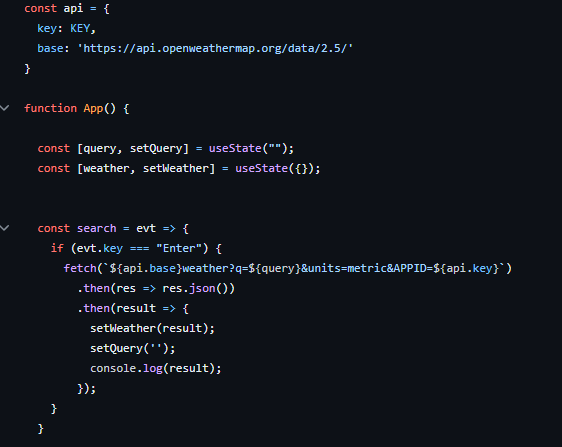 const api = {
  key: KEY,
  base: 'https://api.openweathermap.org/data/2.5/'
}
function App() {
  const [query, setQuery] = useState("");
  const [weather, setWeather] = useState({});
  const search = evt => {
    if (evt.key === "Enter") {
      fetch(`${api.base}weather?q=${query}&units=metric&APPID=${api.key}`)
        .then(res => res.json())
        .then(result => {
          setWeather(result);
          setQuery('');
          console.log(result);
        });
    }
  }